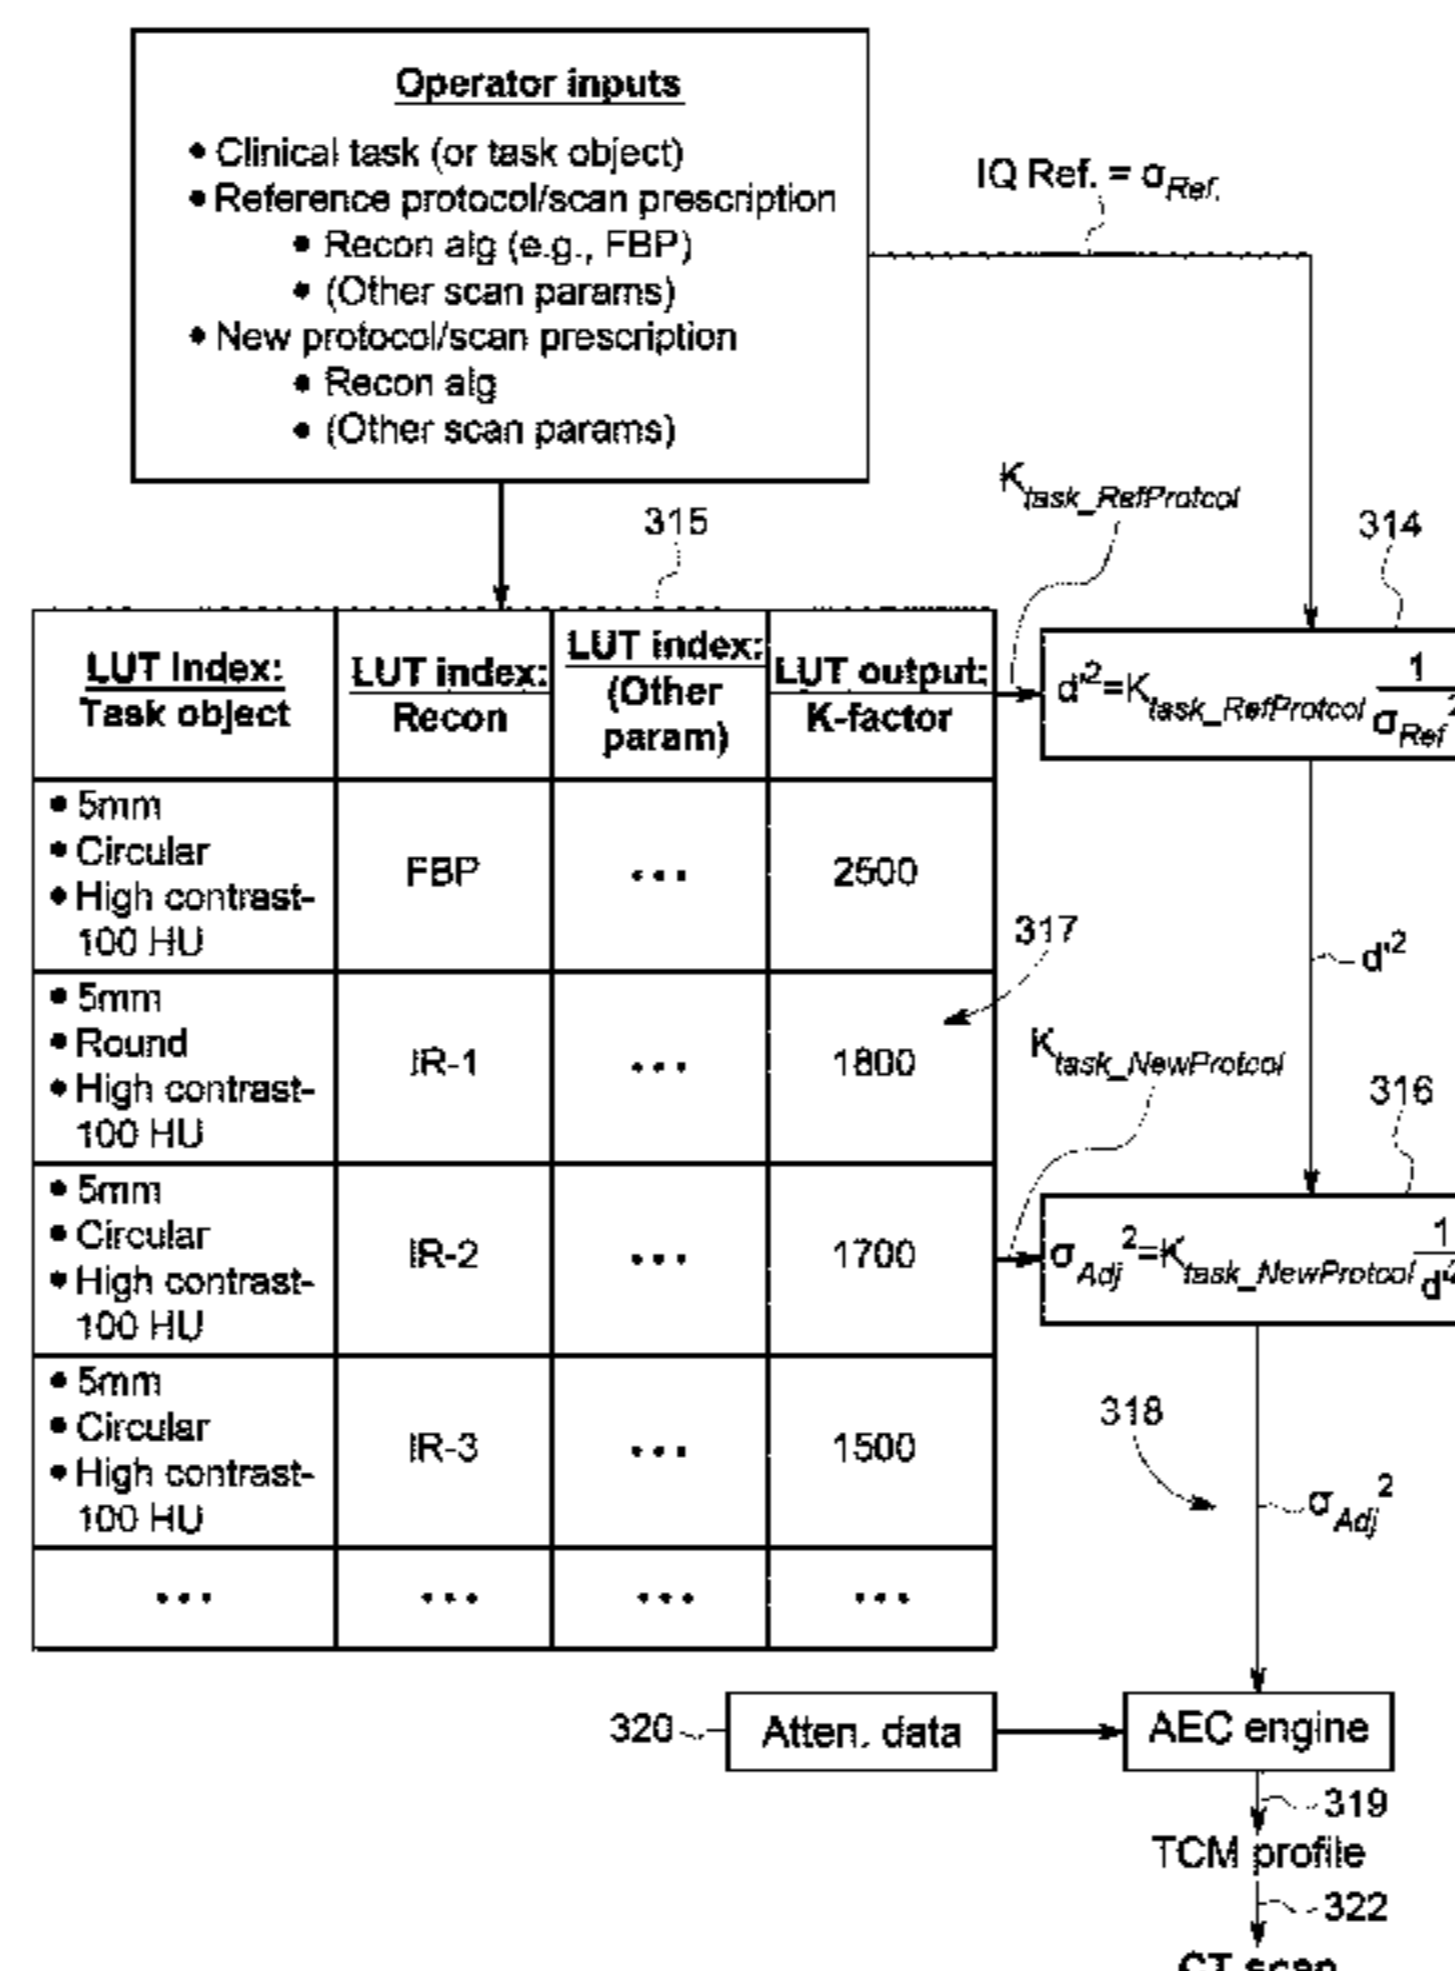 Operator inputs
• Clinical task (or task object)
• Reference protocol/scan prescription
• Recon alg (e.g., FBP)
• (Other scan params)
• New protocol/scan prescription
• Recon alg
• (Other scan params)
IQ Ref. = σRef.
Ktask_RefProtcol
315
314
LUT Index:
Task object
LUT index:
Recon
LUT index:
(Other
param)
LUT output:
K-factor
d'²=Ktask_RefProtcol 1/σRef²
• 5mm
• Circular
• High contrast-
100 HU
FBP
•••
2500
317
d'²
• 5mm
• Round
• High contrast-
100 HU
IR-1
•••
1800
Ktask_NewProtcol
316
• 5mm
• Circular
• High contrast-
100 HU
IR-2
•••
1700
σAdj²=Ktask_NewProtcol 1/d'²
• 5mm
• Circular
• High contrast-
100 HU
IR-3
•••
1500
318
σAdj²
•••
•••
•••
•••
320
Atten. data
AEC engine
319
TCM profile
322
CT scan